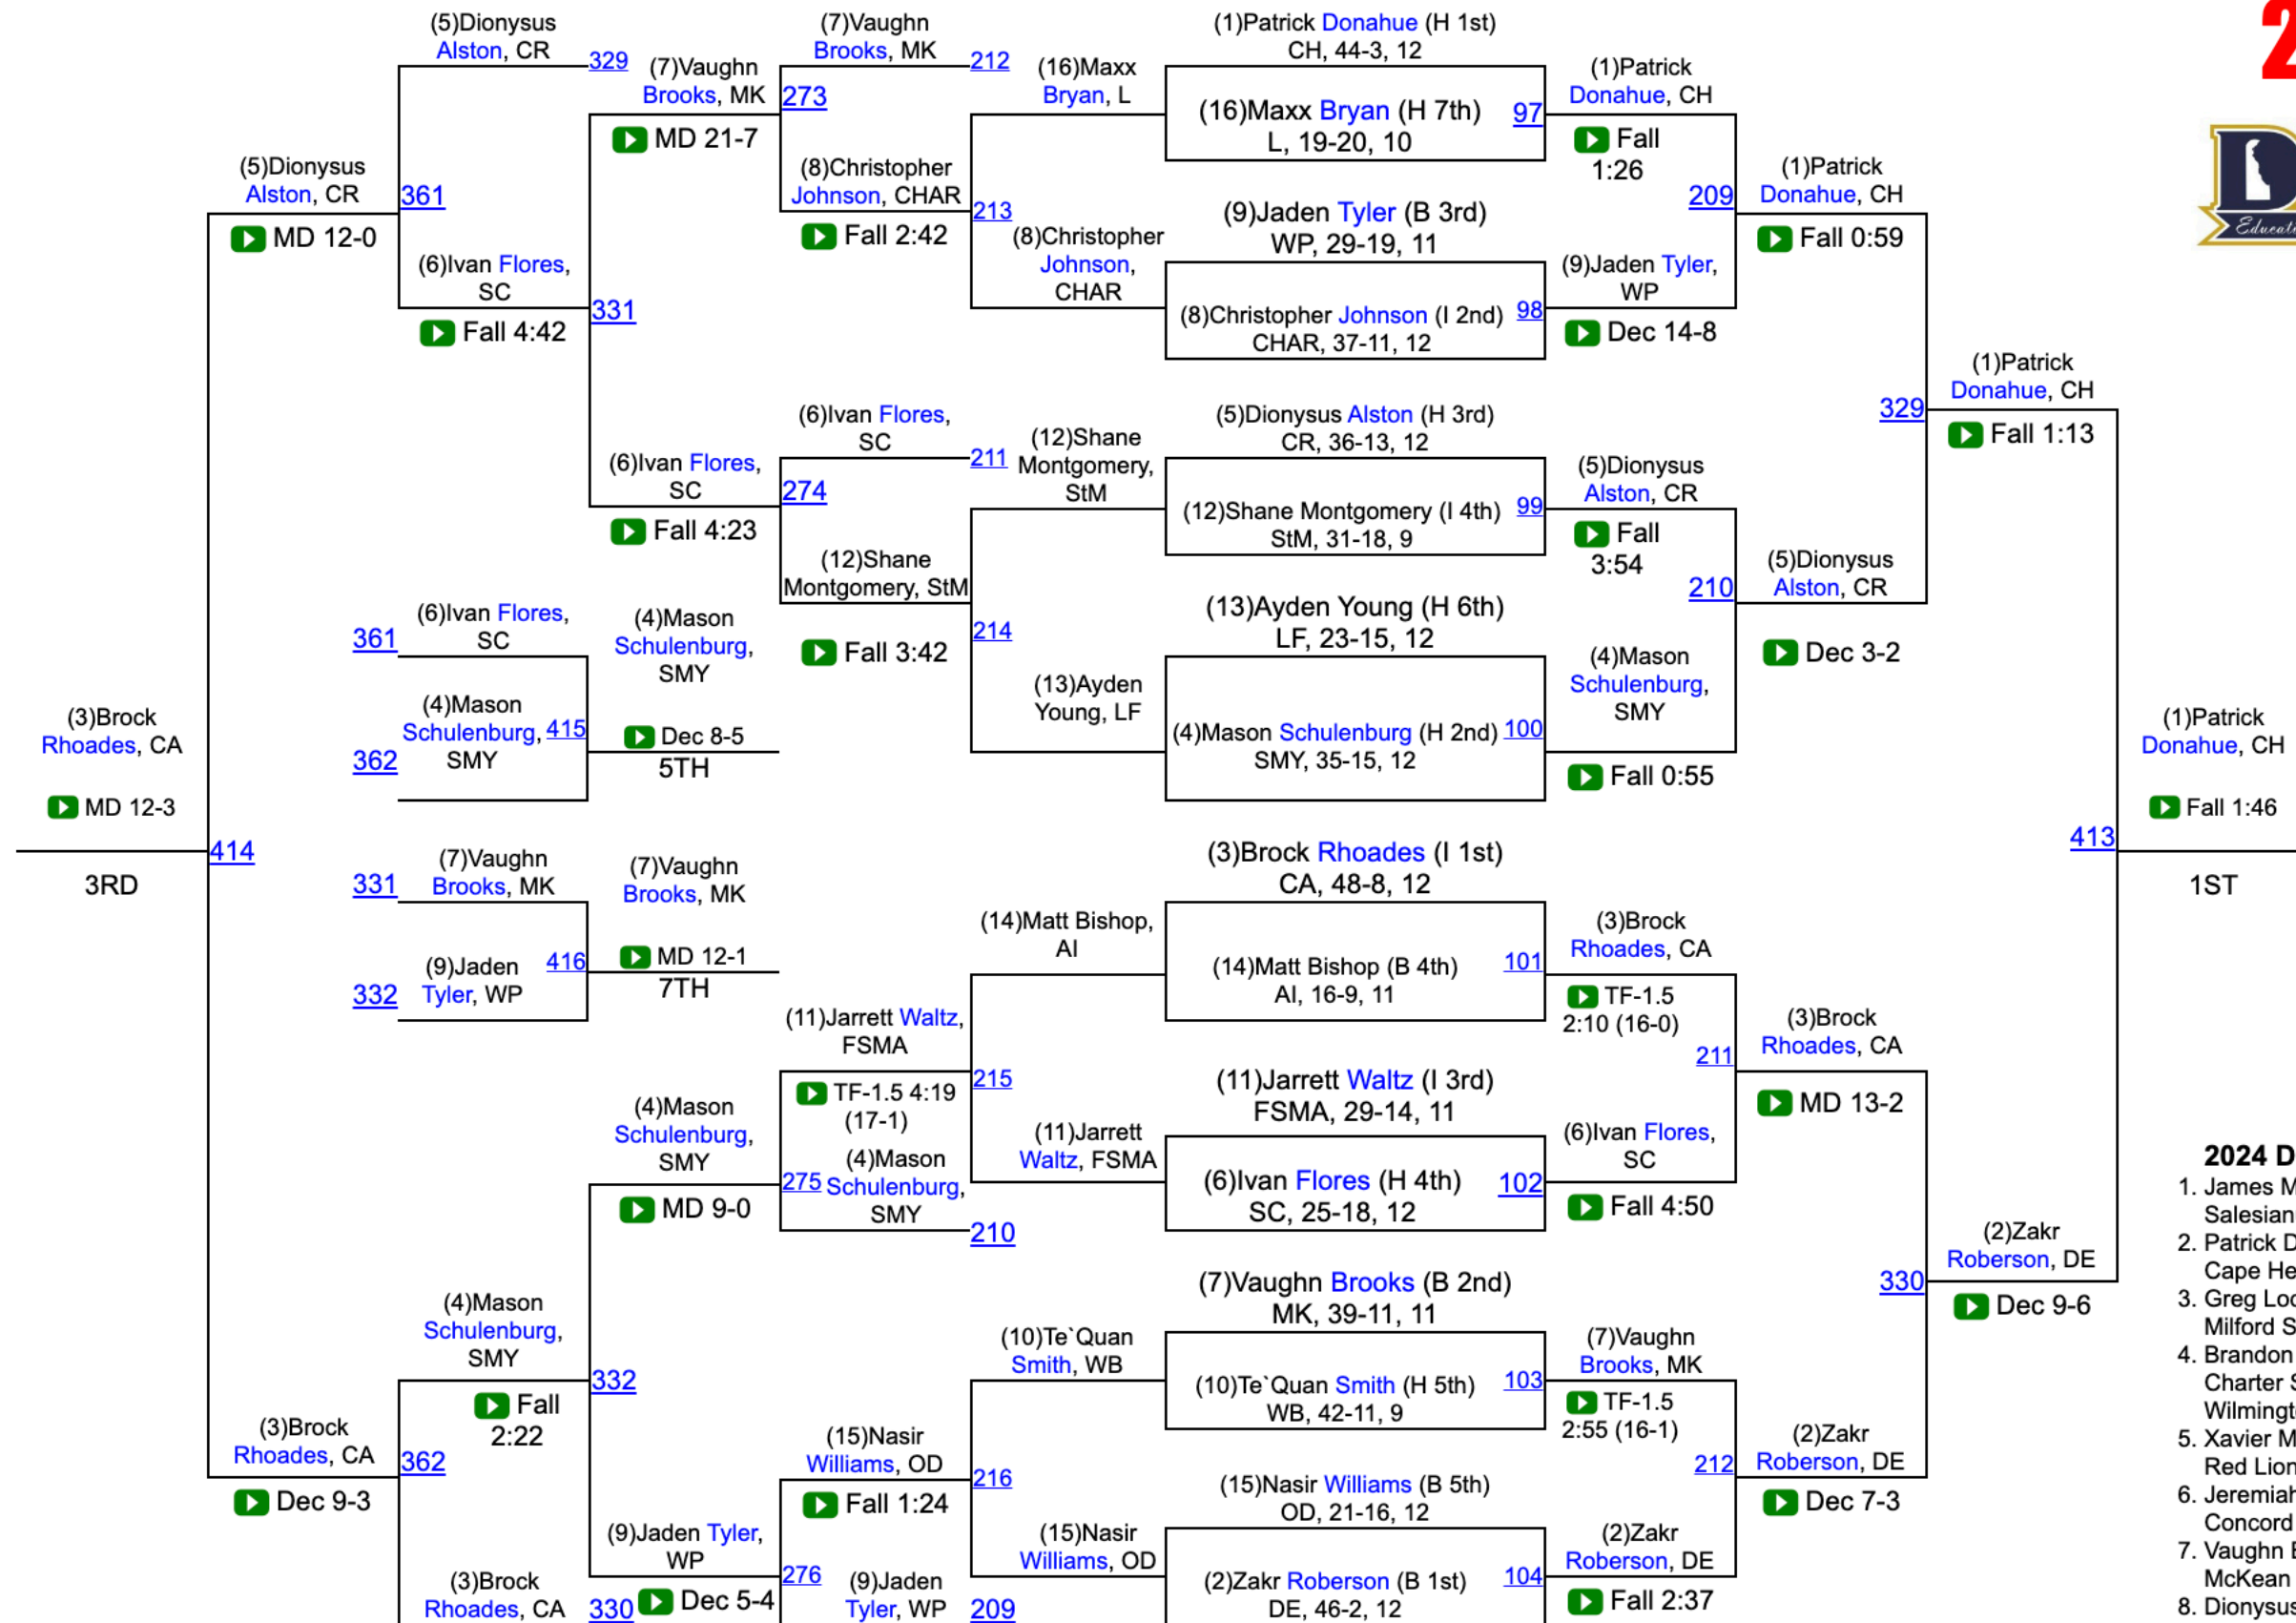 (5)Dionysus
Alston, CR
329
(7)Vaughn
Brooks, MK
MD 21-7
(7)Vaughn
Brooks, MK
212
273
(8)Christopher
Johnson, CHAR
Fall 2:42
213
(16)Maxx
Bryan, L
(8)Christopher
Johnson,
CHAR
(5)Dionysus
Alston, CR
MD 12-0
361
(6)Ivan Flores,
SC
Fall 4:42
331
(6)Ivan Flores,
SC
Fall 4:23
(6)Ivan Flores,
SC
211
274
(12)Shane
Montgomery, StM
Fall 3:42
214
(12)Shane
Montgomery,
StM
(13)Ayden
Young, LF
361
(6)Ivan Flores,
SC
(4)Mason
Schulenburg,
SMY
415
362
(4)Mason
Schulenburg,
SMY
Dec 8-5
5TH
(3)Brock
Rhoades, CA
MD 12-3
3RD
414
331
(7)Vaughn
Brooks, MK
332
(9)Jaden
Tyler, WP
416
(7)Vaughn
Brooks, MK
MD 12-1
7TH
(14)Matt Bishop,
AI
(11)Jarrett Waltz,
FSMA
TF-1.5 4:19
(17-1)
215
(11)Jarrett
Waltz, FSMA
(4)Mason
Schulenburg,
SMY
MD 9-0
275
(4)Mason
Schulenburg,
SMY
210
(4)Mason
Schulenburg,
SMY
Fall
2:22
332
(3)Brock
Rhoades, CA
Dec 9-3
362
(10)Te`Quan
Smith, WB
(15)Nasir
Williams, OD
Fall 1:24
216
(15)Nasir
Williams, OD
(9)Jaden Tyler,
WP
Dec 5-4
276
(9)Jaden
Tyler, WP
209
(3)Brock
Rhoades, CA
330
(1)Patrick Donahue (H 1st)
CH, 44-3, 12
(16)Maxx Bryan (H 7th)
L, 19-20, 10
97
(9)Jaden Tyler (B 3rd)
WP, 29-19, 11
(8)Christopher Johnson (I 2nd)
CHAR, 37-11, 12
98
(5)Dionysus Alston (H 3rd)
CR, 36-13, 12
(12)Shane Montgomery (I 4th)
StM, 31-18, 9
99
(13)Ayden Young (H 6th)
LF, 23-15, 12
(4)Mason Schulenburg (H 2nd)
SMY, 35-15, 12
100
(3)Brock Rhoades (I 1st)
CA, 48-8, 12
(14)Matt Bishop (B 4th)
AI, 16-9, 11
101
(11)Jarrett Waltz (I 3rd)
FSMA, 29-14, 11
(6)Ivan Flores (H 4th)
SC, 25-18, 12
102
(7)Vaughn Brooks (B 2nd)
MK, 39-11, 11
(10)Te`Quan Smith (H 5th)
WB, 42-11, 9
103
(15)Nasir Williams (B 5th)
OD, 21-16, 12
(2)Zakr Roberson (B 1st)
DE, 46-2, 12
104
(1)Patrick
Donahue, CH
Fall
1:26
209
(9)Jaden Tyler,
WP
Dec 14-8
(5)Dionysus
Alston, CR
Fall
3:54
210
(4)Mason
Schulenburg,
SMY
Fall 0:55
(3)Brock
Rhoades, CA
TF-1.5
2:10 (16-0)
211
(6)Ivan Flores,
SC
Fall 4:50
(7)Vaughn
Brooks, MK
TF-1.5
2:55 (16-1)
212
(2)Zakr
Roberson, DE
Fall 2:37
(1)Patrick
Donahue, CH
Fall 0:59
329
(5)Dionysus
Alston, CR
Dec 3-2
(3)Brock
Rhoades, CA
MD 13-2
330
(2)Zakr
Roberson, DE
Dec 7-3
(1)Patrick
Donahue, CH
Fall 1:13
(2)Zakr
Roberson, DE
Dec 9-6
413
(1)Patrick
Donahue, CH
Fall 1:46
1ST
2
D
Educat
2024 D
1. James M
Salesian
2. Patrick D
Cape He
3. Greg Loc
Milford S
4. Brandon
Charter S
Wilmingt
5. Xavier M
Red Lion
6. Jeremiah
Concord
7. Vaughn B
McKean
8. Dionysus